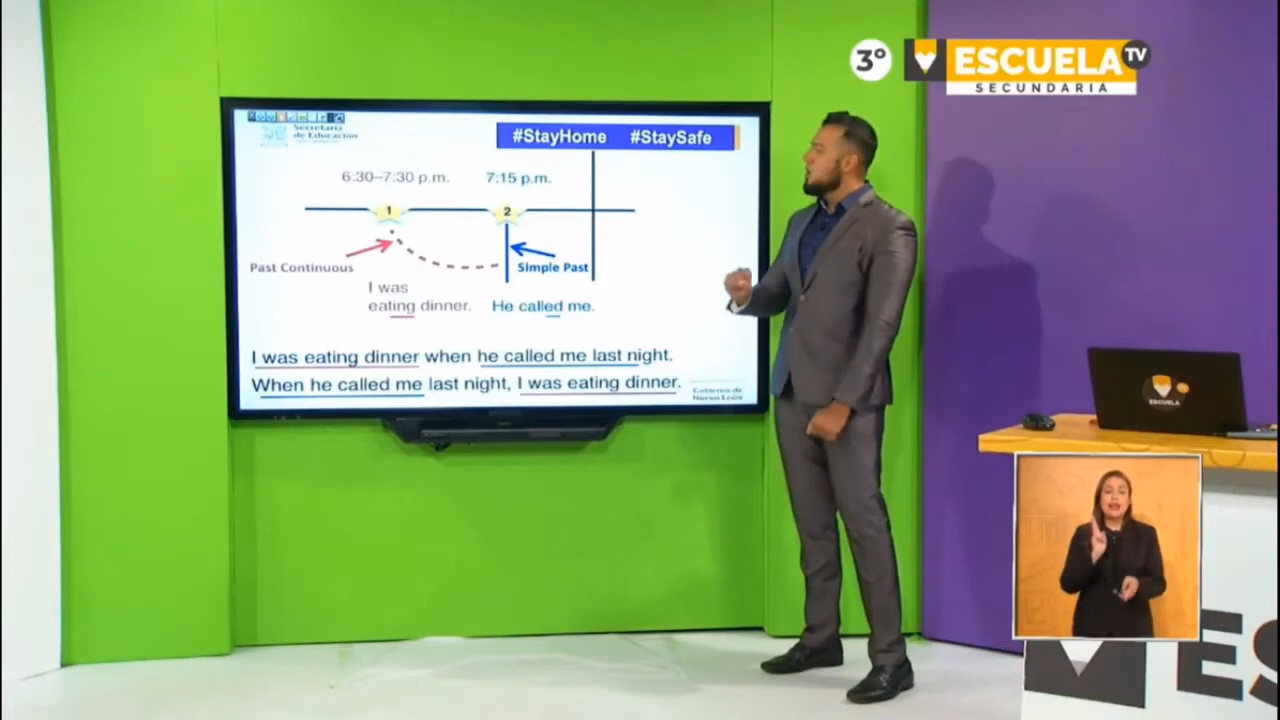 3º
ESCUELA TV
SECUNDARIA
Secretaría
de Educación
#StayHome #StaySafe
6:30–7:30 p.m. 7:15 p.m.
1 2
Past Continuous
Simple Past
I was
eating dinner.
He called me.
I was eating dinner when he called me last night.
When he called me last night, I was eating dinner.
Gobierno de
Nuevo León
ESCUELA
ES